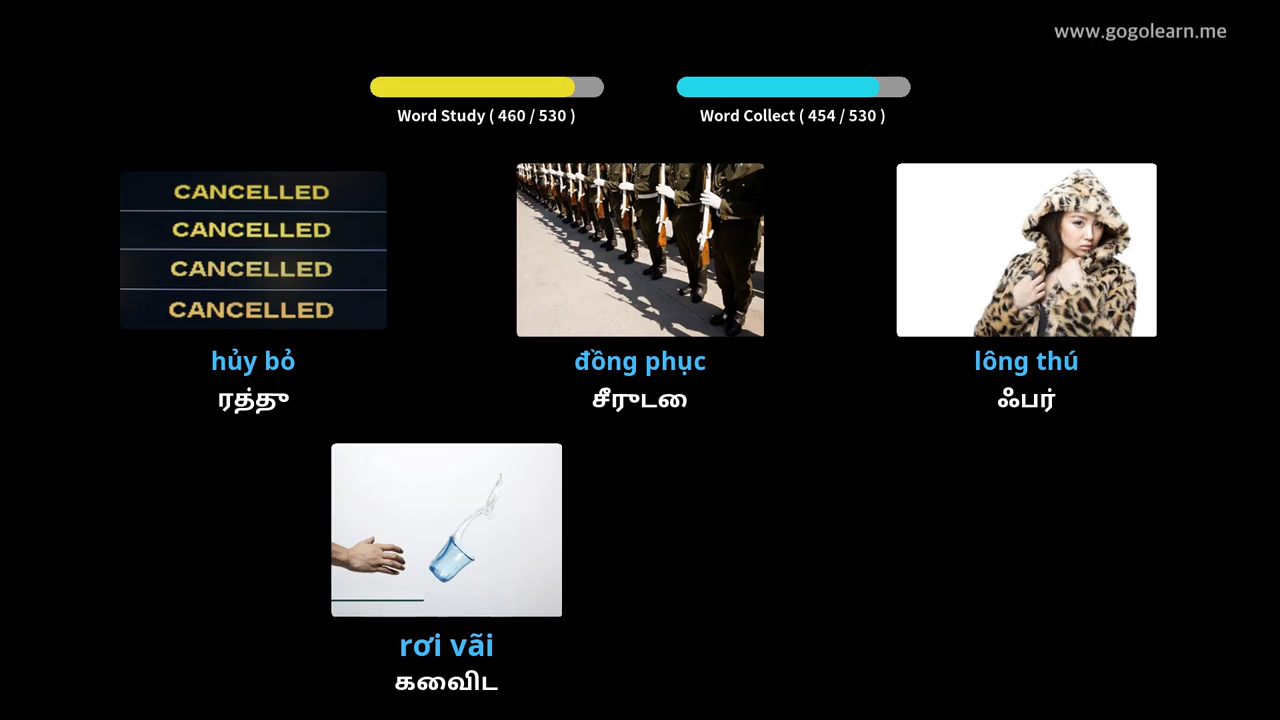 www.gogolearn.me
Word Study ( 460 / 530 )
Word Collect ( 454 / 530 )
CANCELLED
CANCELLED
CANCELLED
CANCELLED
hủy bỏ
đồng phục
lông thú
ரத்து
சீருடை
ஃபர்
rơi vãi
கைவிட